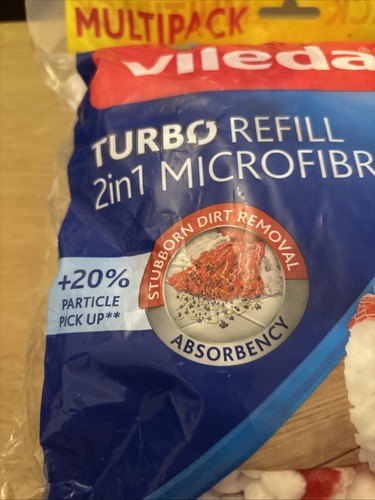 MULTIPACK
vileda
TURBO REFILL
2in1 MICROFIBR
STUBBORN DIRT REMOVAL
ABSORBENCY
+20%
PARTICLE
PICK UP**